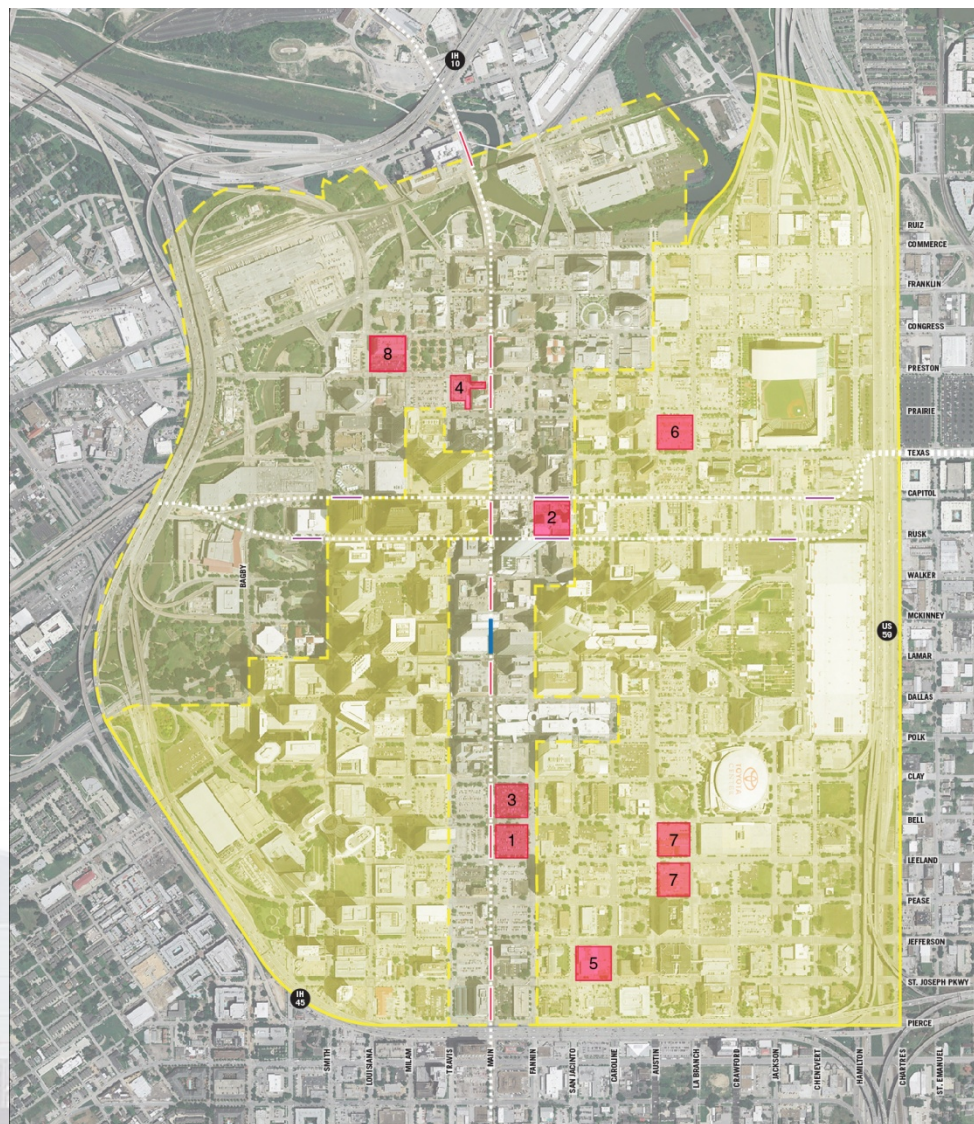 IH
10
RUIZ
COMMERCE
FRANKLIN
CONGRESS
8
PRESTON
4
PRAIRIE
6
TEXAS
CAPITOL
2
RUSK
BAGBY
WALKER
MCKINNEY
US
59
LAMAR
DALLAS
POLK
TOYOTA
CLAY
3
BELL
1
7
LEELAND
7
PEASE
JEFFERSON
5
ST. JOSEPH PKWY
IH
45
PIERCE
SMITH
LOUISIANA
MILAM
TRAVIS
MAIN
FANNIN
SAN JACINTO
CAROLINE
AUSTIN
LA BRANCH
CRAWFORD
JACKSON
CHENEVERT
HAMILTON
CHARTRES
ST. EMANUEL